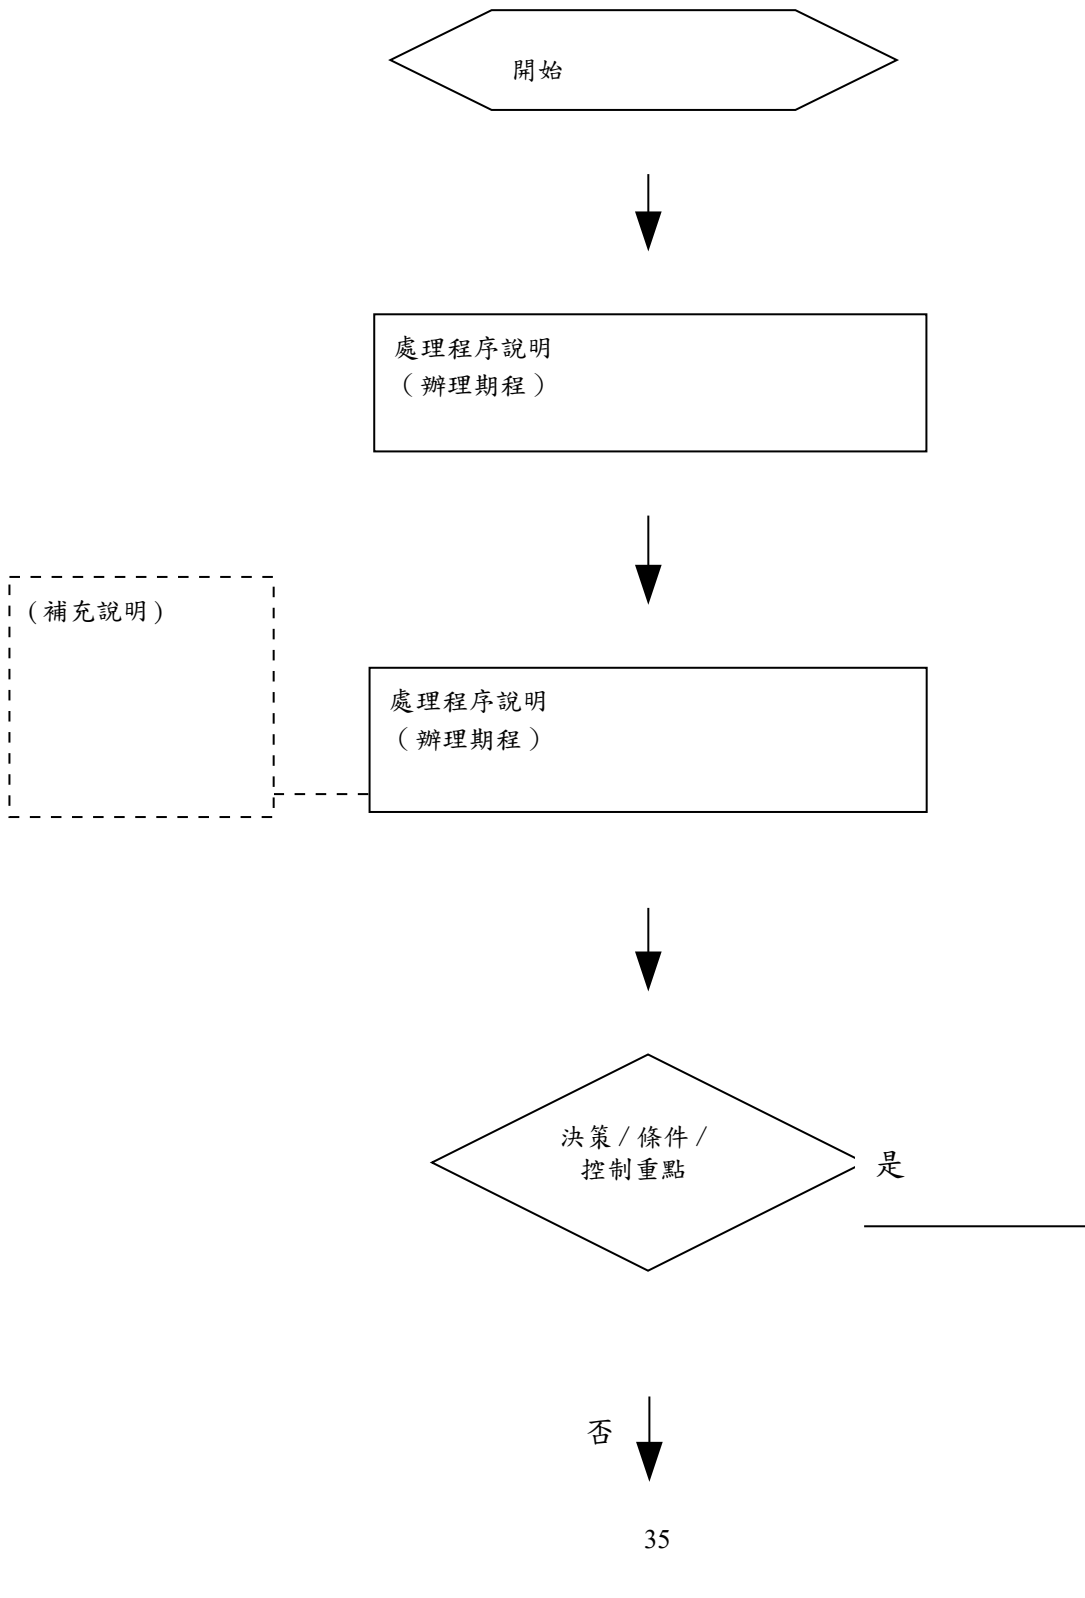 開始
處理程序說明
（辦理期程）
(補充說明)
處理程序說明
（辦理期程）
決策/條件/
控制重點
是
否
35